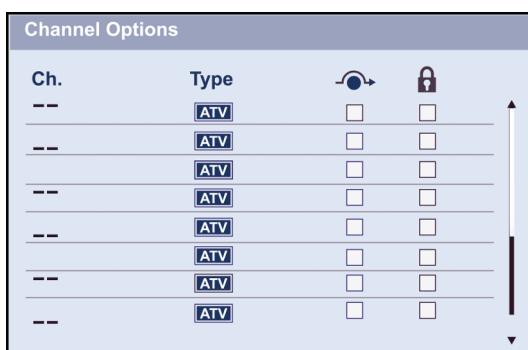 Channel Options
Ch. Type
-- ATV
-- ATV
ATV
-- ATV
-- ATV
ATV
-- ATV
-- ATV